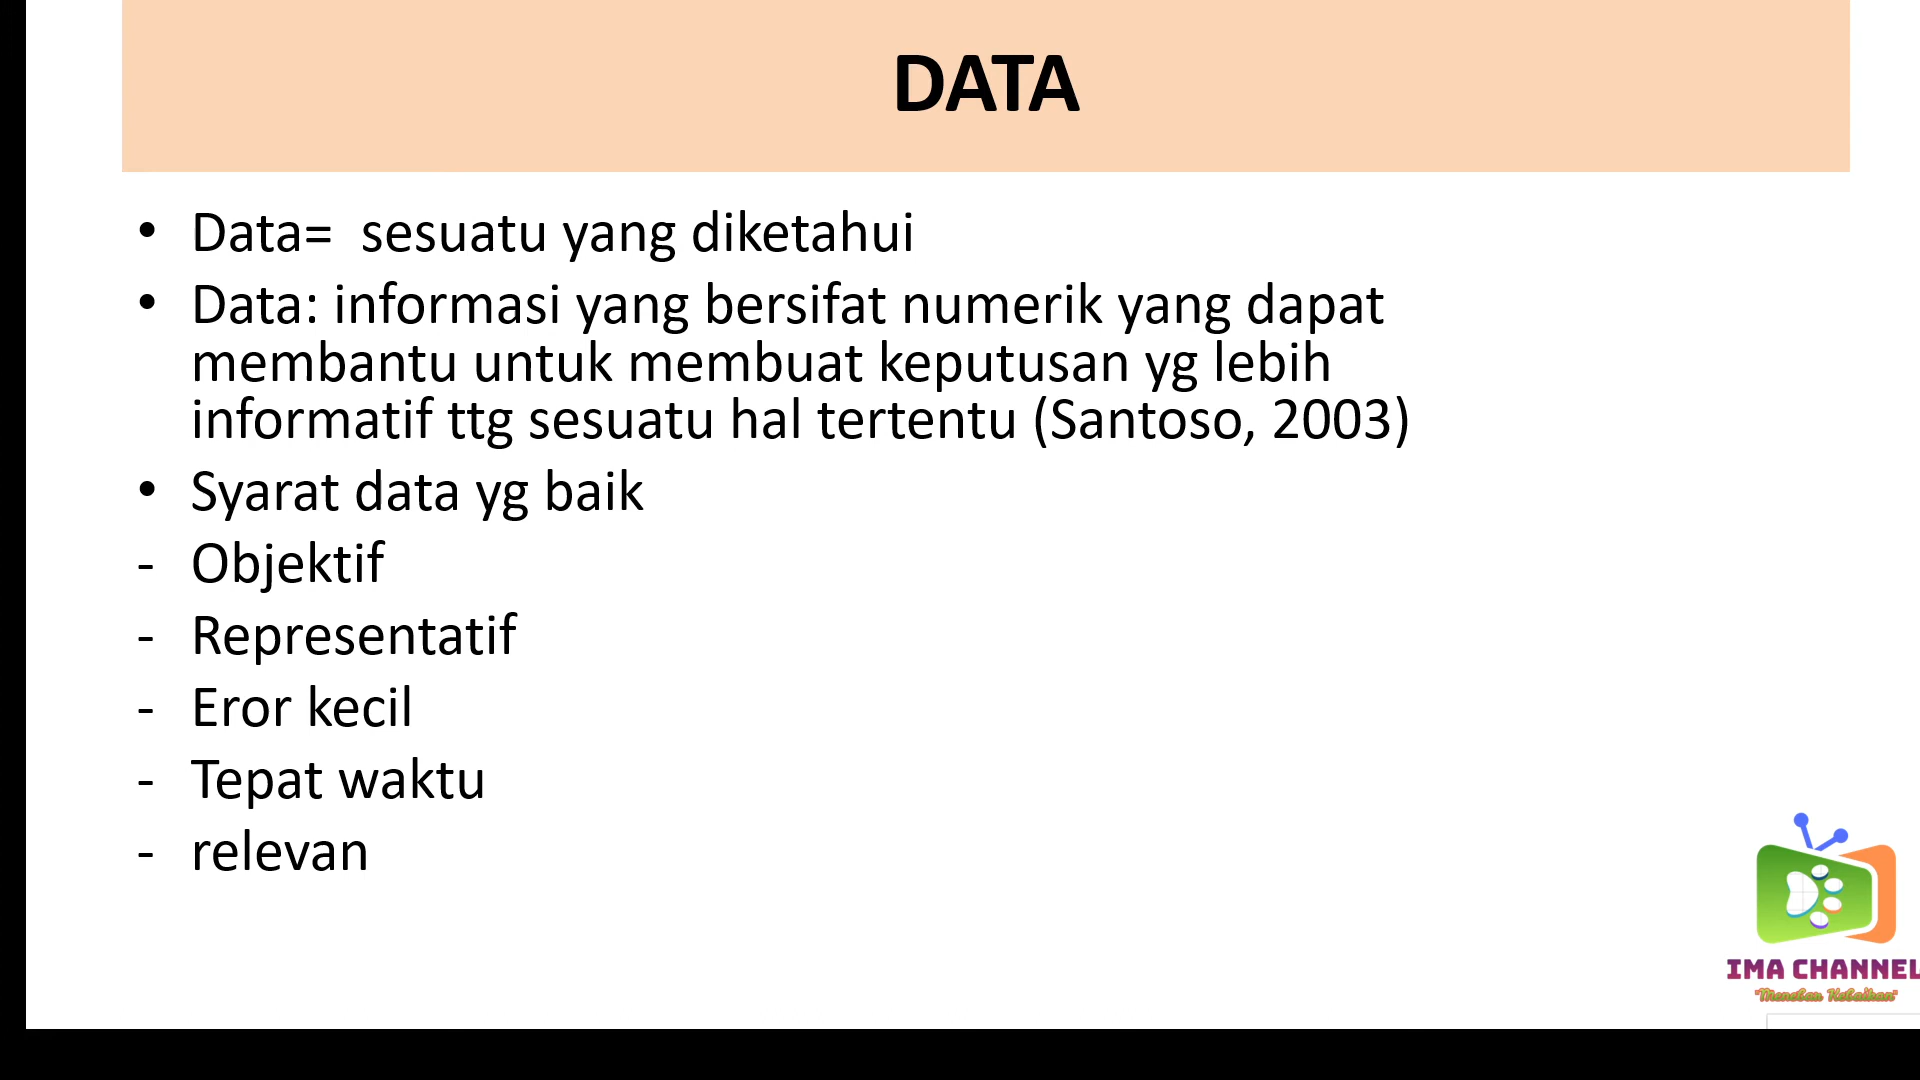 DATA
• Data=  sesuatu yang diketahui
• Data: informasi yang bersifat numerik yang dapat
membantu untuk membuat keputusan yg lebih
informatif ttg sesuatu hal tertentu (Santoso, 2003)
• Syarat data yg baik
- Objektif
- Representatif
- Eror kecil
- Tepat waktu
- relevan
IMA CHANNEL
"Menebar Kebaikan"